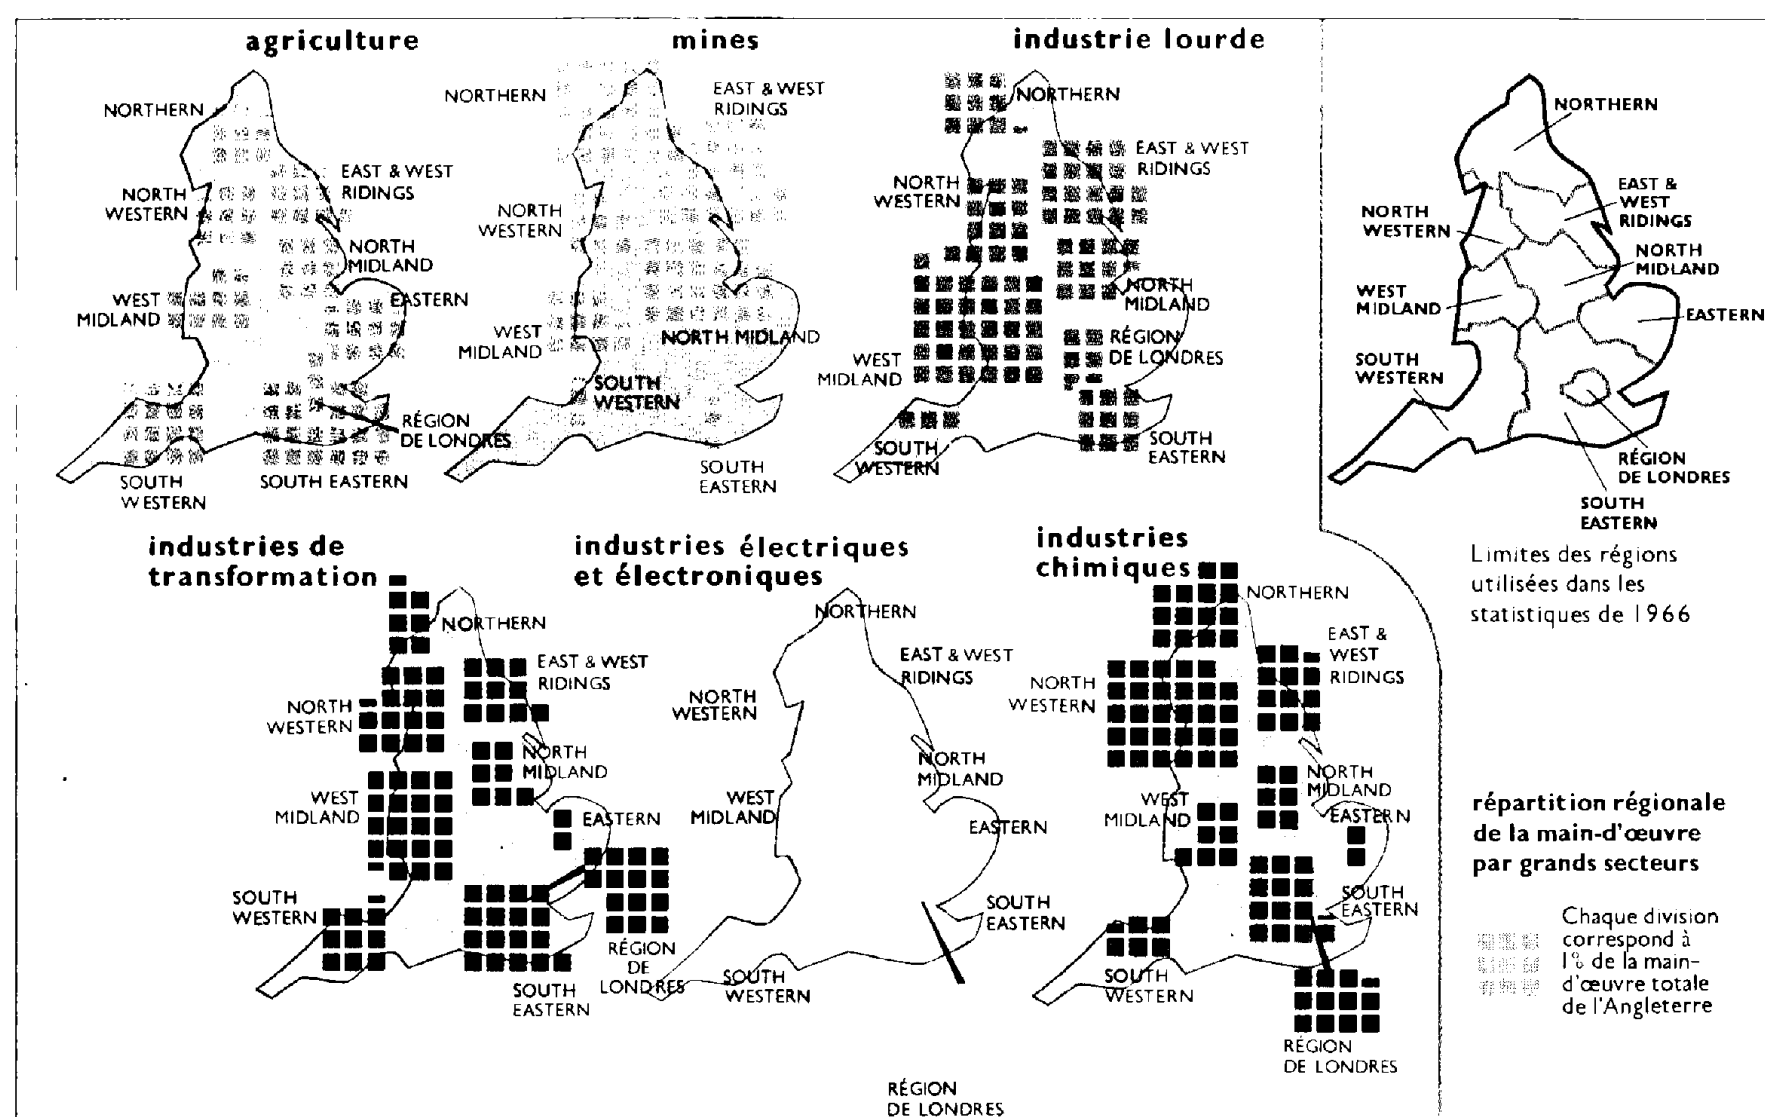 agriculture
NORTHERN
EAST & WEST
RIDINGS
NORTH
WESTERN
NORTH
MIDLAND
EASTERN
WEST
MIDLAND
RÉGION
DE LONDRES
SOUTH
WESTERN
SOUTH EASTERN
mines
NORTHERN
EAST & WEST
RIDINGS
NORTH
WESTERN
WEST
MIDLAND
NORTH MIDLAND
SOUTH
WESTERN
SOUTH
EASTERN
industrie lourde
NORTHERN
EAST & WEST
RIDINGS
NORTH
WESTERN
NORTH
MIDLAND
RÉGION
DE LONDRES
WEST
MIDLAND
SOUTH
WESTERN
SOUTH
EASTERN
NORTHERN
EAST &
WEST
RIDINGS
NORTH
WESTERN
NORTH
MIDLAND
WEST
MIDLAND
EASTERN
SOUTH
WESTERN
RÉGION
DE LONDRES
SOUTH
EASTERN
Limites des régions
utilisées dans les
statistiques de 1966
industries de
transformation
NORTHERN
EAST & WEST
RIDINGS
NORTH
WESTERN
NORTH
MIDLAND
WEST
MIDLAND
EASTERN
SOUTH
WESTERN
RÉGION
DE
LONDRES
SOUTH
EASTERN
industries électriques
et électroniques
NORTHERN
EAST & WEST
RIDINGS
NORTH
WESTERN
NORTH
MIDLAND
WEST
MIDLAND
EASTERN
SOUTH
EASTERN
SOUTH
WESTERN
RÉGION
DE LONDRES
industries
chimiques
NORTHERN
EAST &
WEST
RIDINGS
NORTH
WESTERN
NORTH
MIDLAND
WEST
MIDLAND
EASTERN
SOUTH
EASTERN
SOUTH
WESTERN
RÉGION
DE LONDRES
répartition régionale
de la main-d'œuvre
par grands secteurs
Chaque division
correspond à
1% de la main-
d'œuvre totale
de l'Angleterre